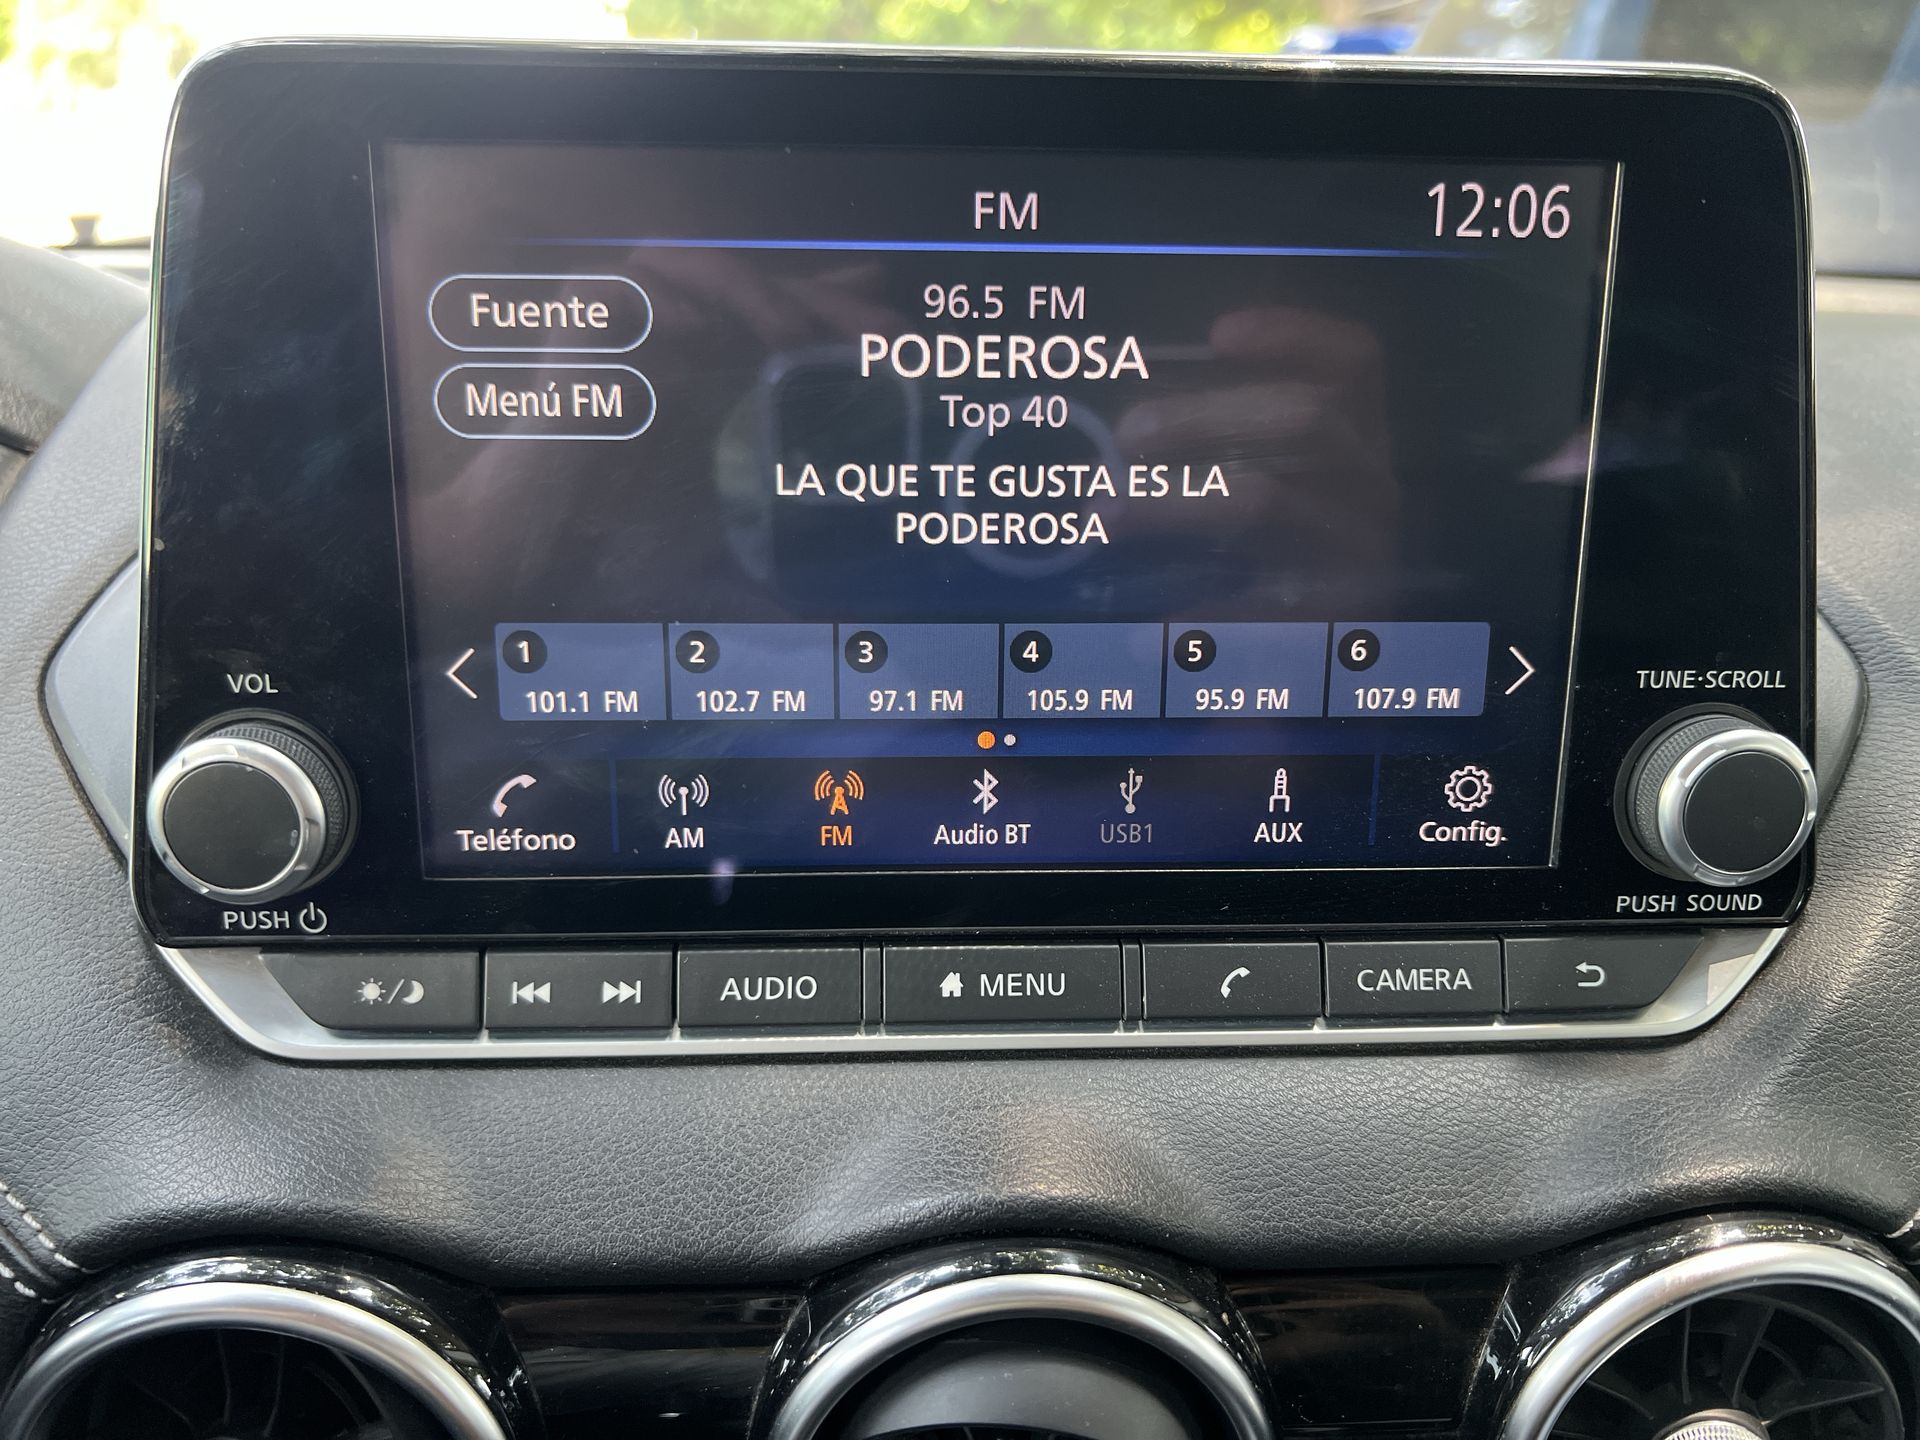 FM
12:06
Fuente
Menú FM
96.5 FM
PODEROSA
Top 40
LA QUE TE GUSTA ES LA
PODEROSA
1
2
3
4
5
6
101.1 FM
102.7 FM
97.1 FM
105.9 FM
95.9 FM
107.9 FM
Teléfono
AM
FM
Audio BT
USB1
AUX
Config.
VOL
PUSH
TUNE·SCROLL
PUSH SOUND
AUDIO
MENU
CAMERA